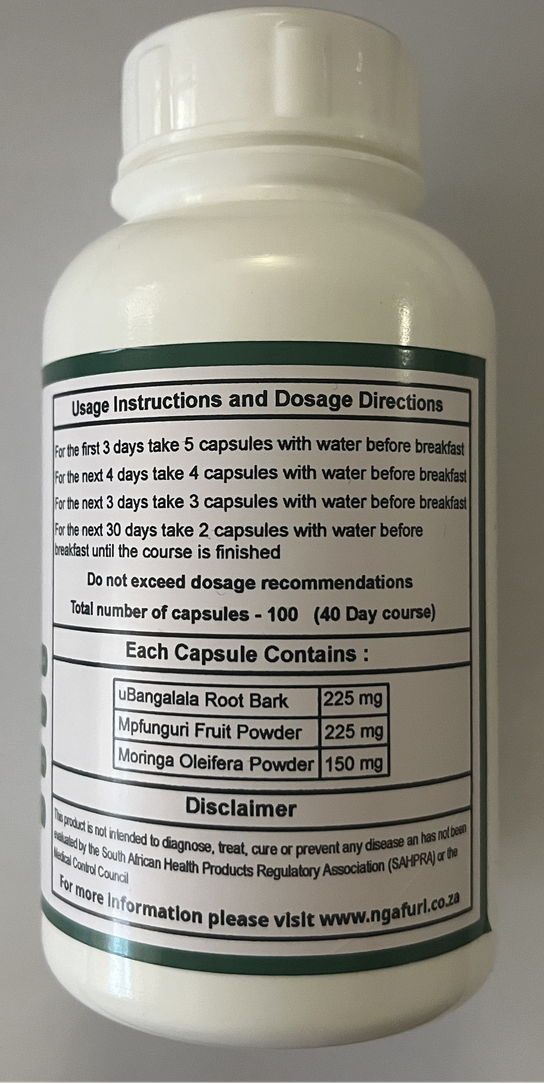 Usage Instructions and Dosage Directions
For the first 3 days take 5 capsules with water before breakfast
For the next 4 days take 4 capsules with water before breakfast
For the next 3 days take 3 capsules with water before breakfast
For the next 30 days take 2 capsules with water before
breakfast until the course is finished
Do not exceed dosage recommendations
Total number of capsules - 100 (40 Day course)
Each Capsule Contains :
uBangalala Root Bark 225 mg
Mpfunguri Fruit Powder 225 mg
Moringa Oleifera Powder 150 mg
Disclaimer
This product is not intended to diagnose, treat, cure or prevent any disease an has not been
evaluated by the South African Health Products Regulatory Association (SAHPRA) or the
Medical Control Council
For more information please visit www.ngafuri.co.za